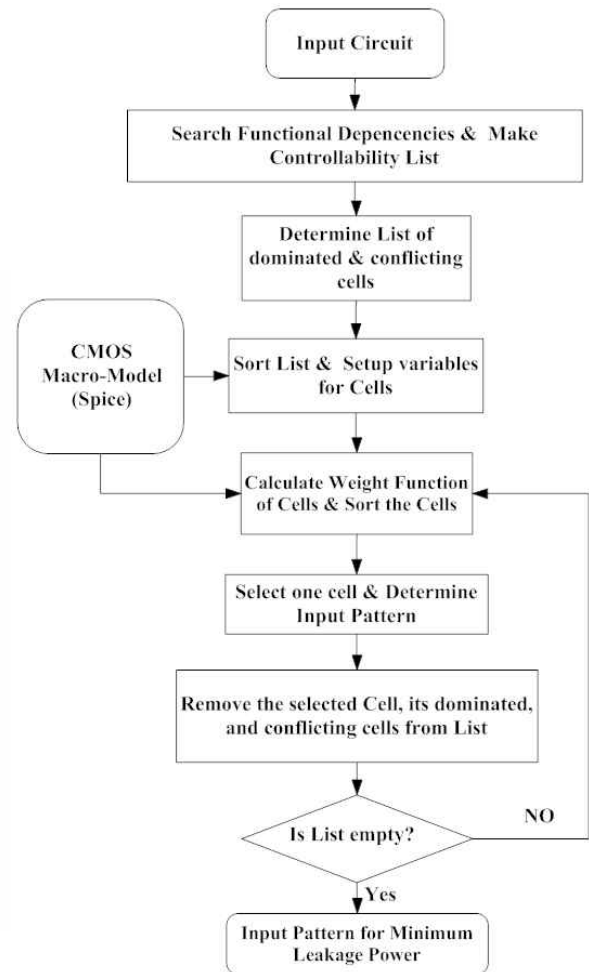 Input Circuit
Search Functional Depencencies & Make
Controllability List
Determine List of
dominated & conflicting
cells
CMOS
Macro-Model
(Spice)
Sort List & Setup variables
for Cells
Calculate Weight Function
of Cells & Sort the Cells
Select one cell & Determine
Input Pattern
Remove the selected Cell, its dominated,
and conflicting cells from List
Is List empty?
NO
Yes
Input Pattern for Minimum
Leakage Power